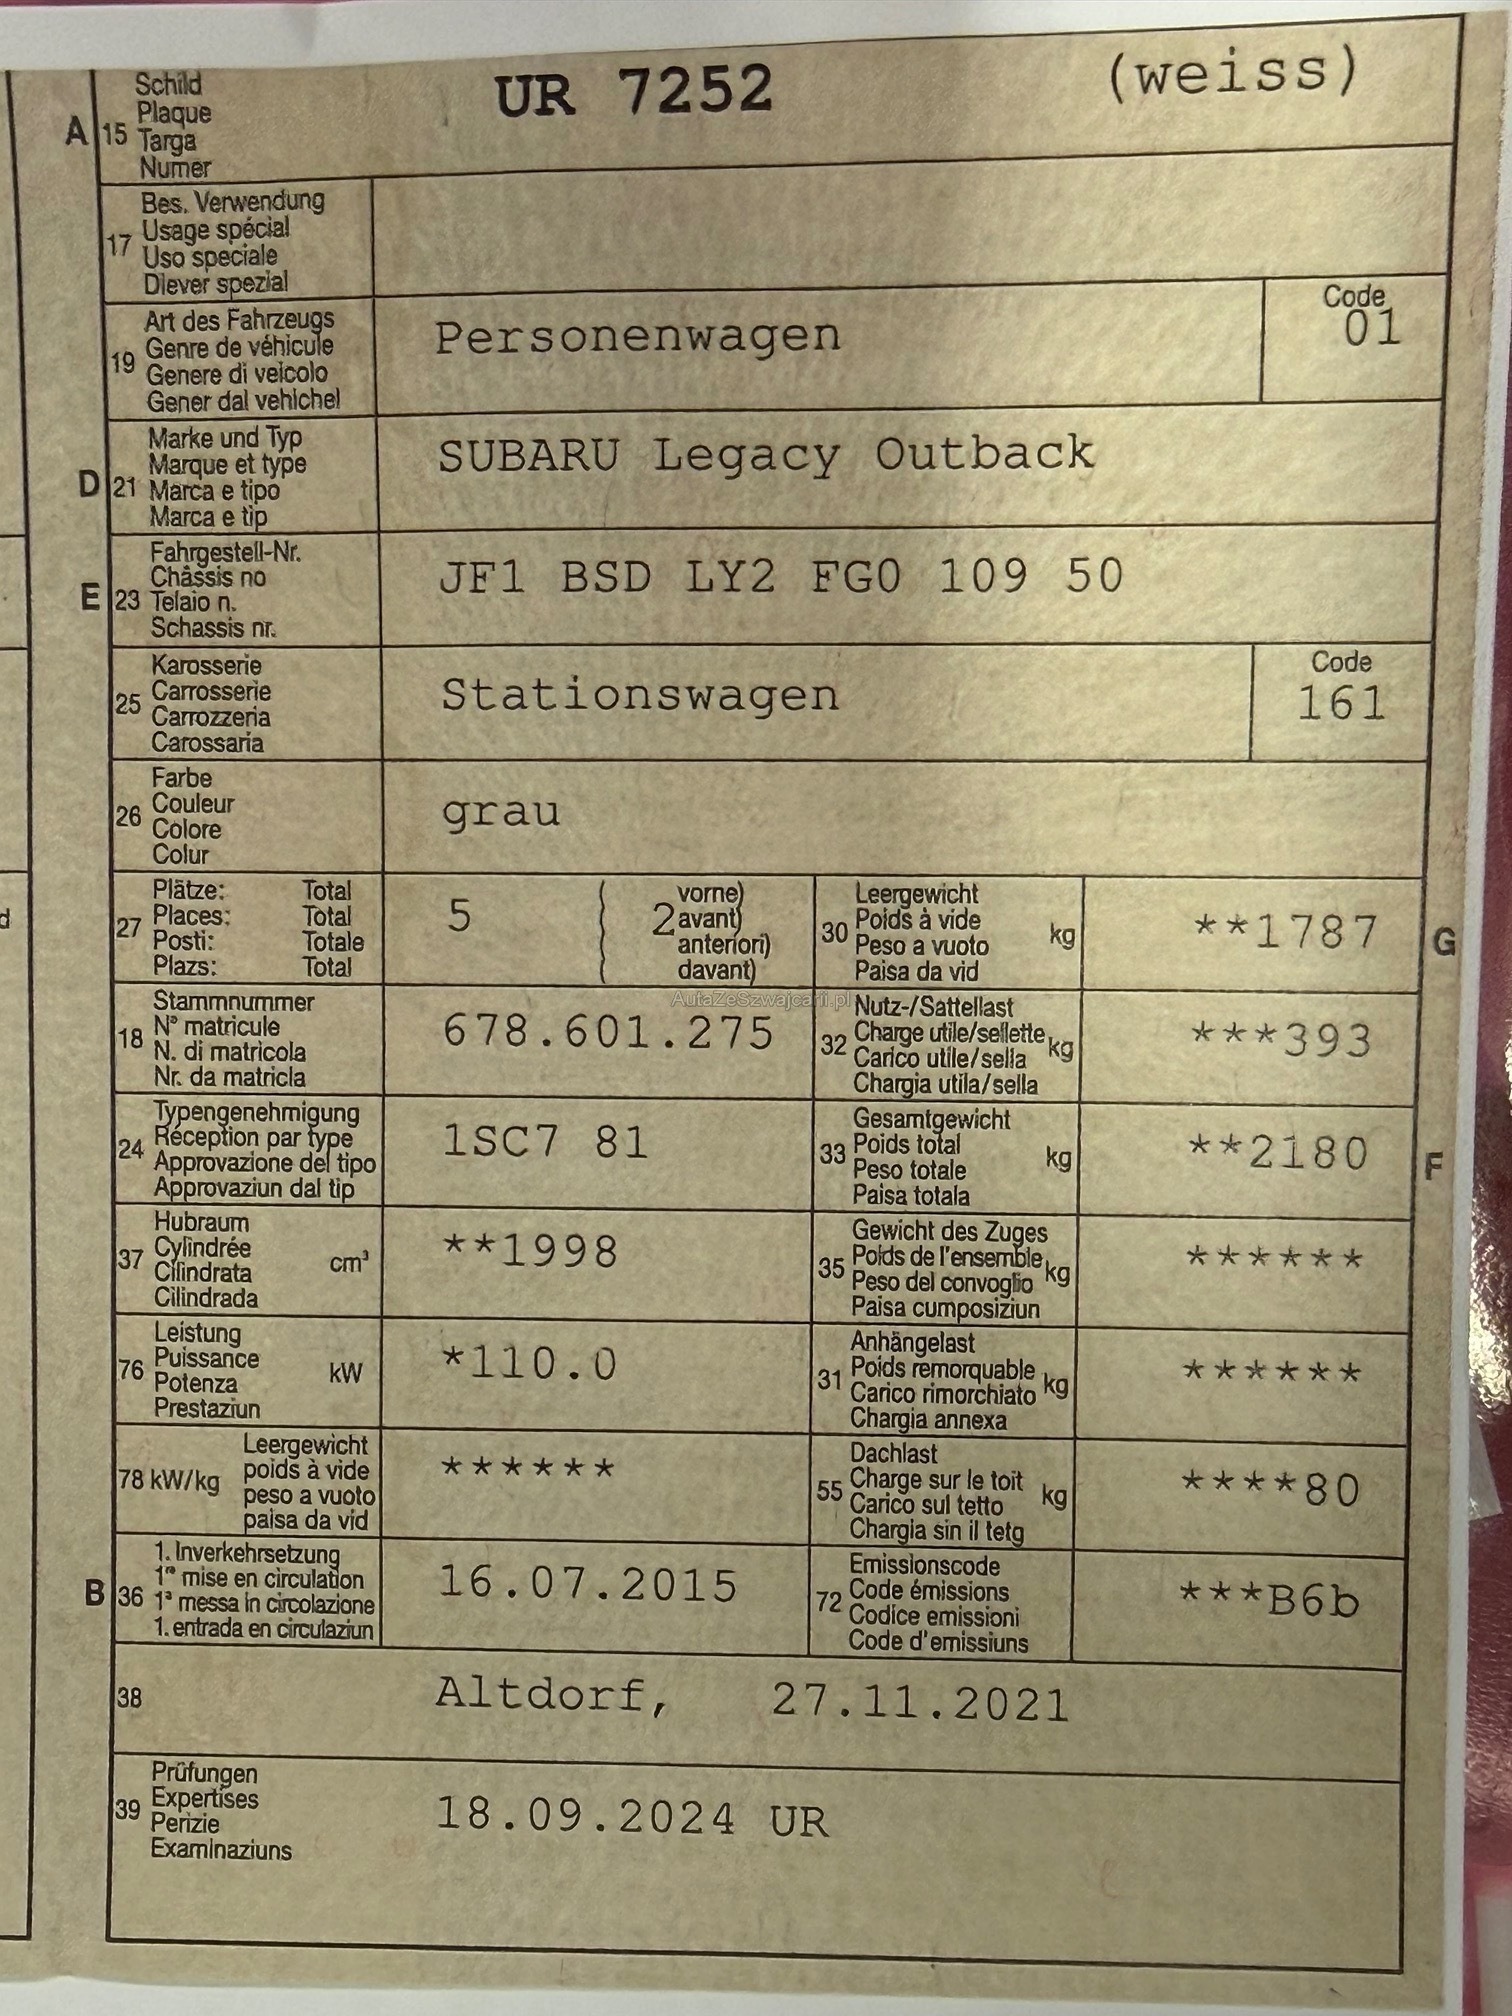 A 15 Schild
Plaque
Targa
Numer
UR 7252 (weiss)
17 Bes. Verwendung
Usage spécial
Uso speciale
Diever spezial
19 Art des Fahrzeugs
Genre de véhicule
Genere di veicolo
Gener dal vehichel
Personenwagen
Code
01
D 21 Marke und Typ
Marque et type
Marca e tipo
Marca e tip
SUBARU Legacy Outback
E 23 Fahrgestell-Nr.
Châssis no
Telaio n.
Schassis nr.
JF1 BSD LY2 FG0 109 50
25 Karosserie
Carrosserie
Carrozzeria
Carossaria
Stationswagen
Code
161
26 Farbe
Couleur
Colore
Colur
grau
27 Plätze: Total
Places: Total
Posti: Totale
Plazs: Total
5 2
vorne)
avant)
anteriori)
davant)
30 Leergewicht
Poids à vide
Peso a vuoto
Paisa da vid
kg
**1787
G
AutaZeSzwajcarii.pl
18 Stammnummer
N° matricule
N. di matricola
Nr. da matricla
678.601.275
32 Nutz-/Sattellast
Charge utile/sellette
Carico utile/sella
Chargia utila/sella
kg
***393
24 Typengenehmigung
Réception par type
Approvazione del tipo
Approvaziun dal tip
1SC7 81
33 Gesamtgewicht
Poids total
Peso totale
Paisa totala
kg
**2180
F
37 Hubraum
Cylindrée
Cilindrata
Cilindrada
cm³
**1998
35 Gewicht des Zuges
Poids de l'ensemble
Peso del convoglio
Paisa cumposiziun
kg
******
76 Leistung
Puissance
Potenza
Prestaziun
kW
*110.0
31 Anhängelast
Poids remorquable
Carico rimorchiato
Chargia annexa
kg
******
78 kW/kg Leergewicht
poids à vide
peso a vuoto
paisa da vid
******
55 Dachlast
Charge sur le toit
Carico sul tetto
Chargia sin il tetg
kg
****80
B 36 1. Inverkehrsetzung
1re mise en circulation
1a messa in circolazione
1. entrada en circulaziun
16.07.2015
72 Emissionscode
Code émissions
Codice emissioni
Code d'emissiuns
***B6b
38 Altdorf, 27.11.2021
39 Prüfungen
Expertises
Perizie
Examinaziuns
18.09.2024 UR
d